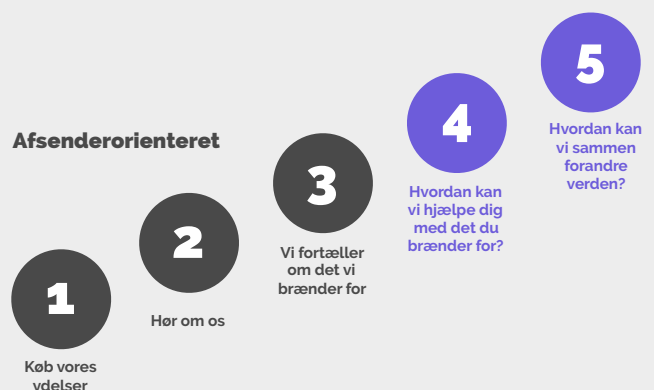 Afsenderorienteret
1
Køb vores
ydelser
2
Hør om os
3
Vi fortæller
om det vi
brænder for
4
Hvordan kan
vi hjælpe dig
med det du
brænder for?
5
Hvordan kan
vi sammen
forandre
verden?